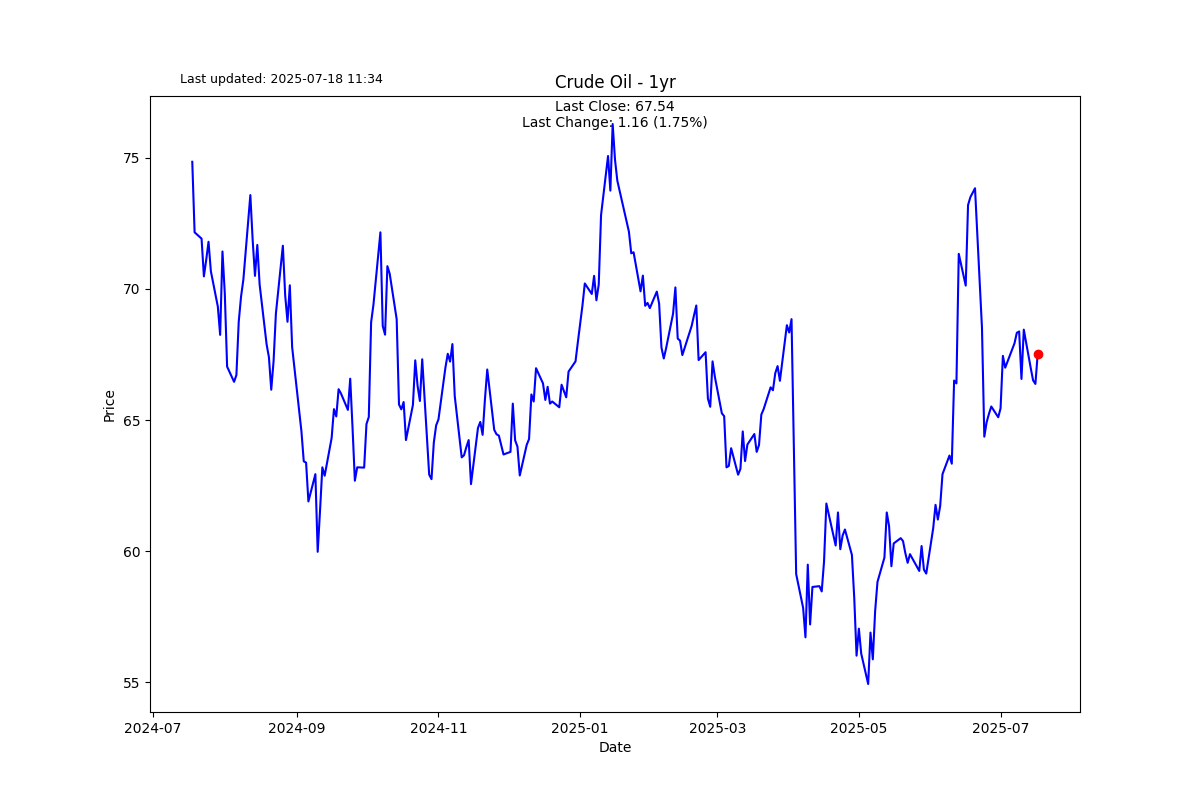 Last updated: 2025-07-18 11:34
Crude Oil - 1yr
Last Close: 67.54
Last Change: 1.16 (1.75%)
75
70
65
60
55
Price
2024-07
2024-09
2024-11
2025-01
2025-03
2025-05
2025-07
Date